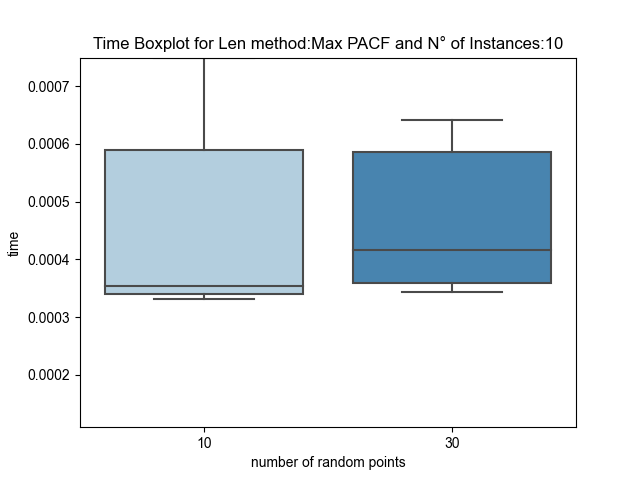 Time Boxplot for Len method:Max PACF and N° of Instances:10
0.0007
0.0006
0.0005
0.0004
0.0003
0.0002
time
10
30
number of random points